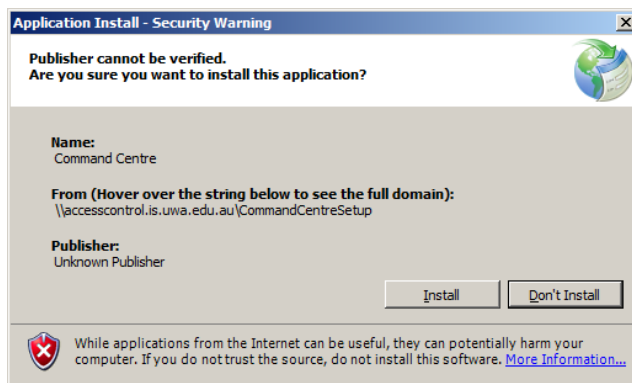 Application Install - Security Warning
Publisher cannot be verified.
Are you sure you want to install this application?
Name:
Command Centre
From (Hover over the string below to see the full domain):
\\accesscontrol.is.uwa.edu.au\CommandCentreSetup
Publisher:
Unknown Publisher
Install
Don't Install
While applications from the Internet can be useful, they can potentially harm your
computer. If you do not trust the source, do not install this software. More Information...